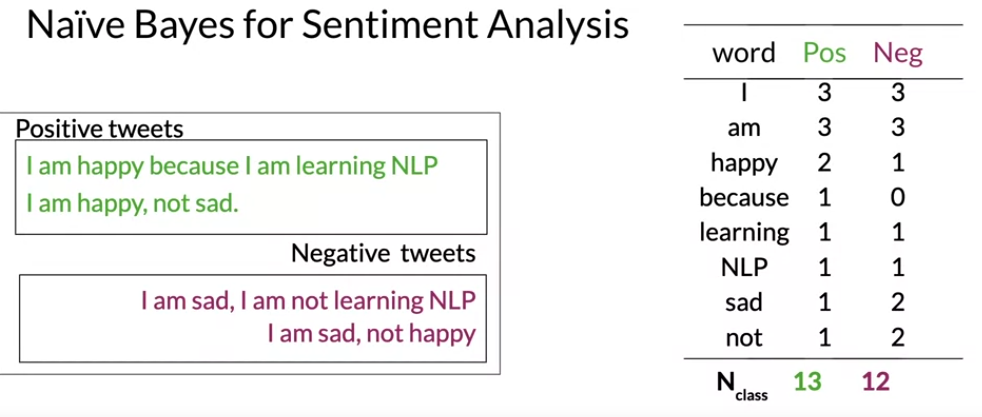 Naïve Bayes for Sentiment Analysis
Positive tweets
I am happy because I am learning NLP
I am happy, not sad.
Negative tweets
I am sad, I am not learning NLP
I am sad, not happy
word Pos Neg
I 3 3
am 3 3
happy 2 1
because 1 0
learning 1 1
NLP 1 1
sad 1 2
not 1 2
Nclass 13 12